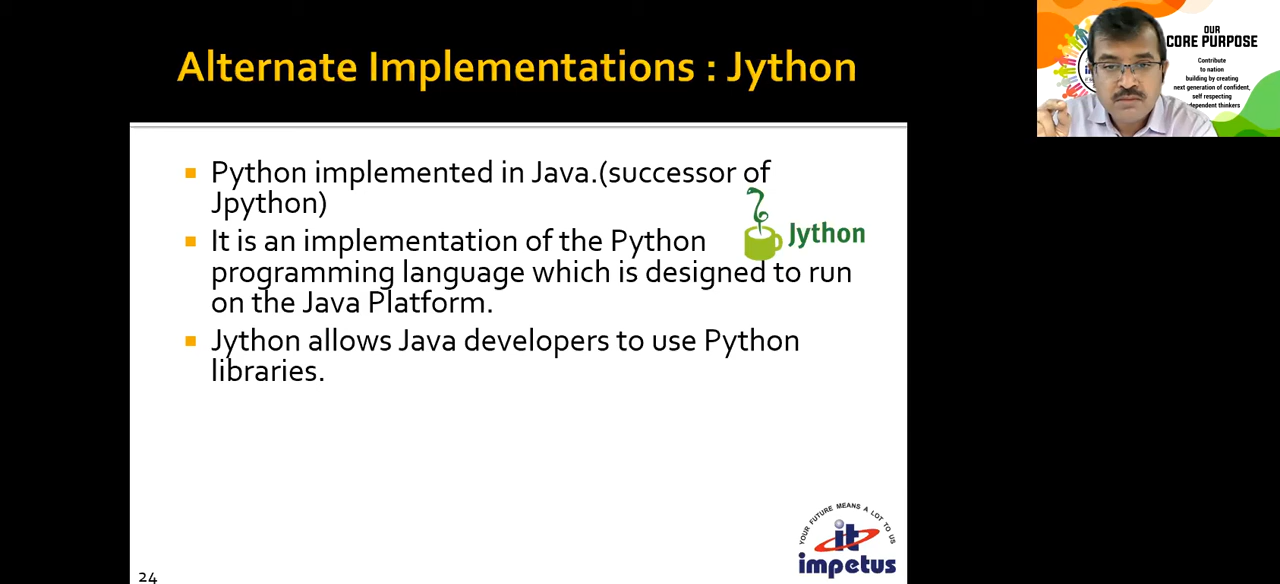 Alternate Implementations : Jython
OUR
CORE PURPOSE
Contribute
to nation
building by creating
next generation of confident,
self respecting
dependent thinkers
Python implemented in Java.(successor of
Jpython)
It is an implementation of the Python
programming language which is designed to run
on the Java Platform.
Jython allows Java developers to use Python
libraries.
Jython
YOUR FUTURE MEANS A LOT TO US
it
impetus
24